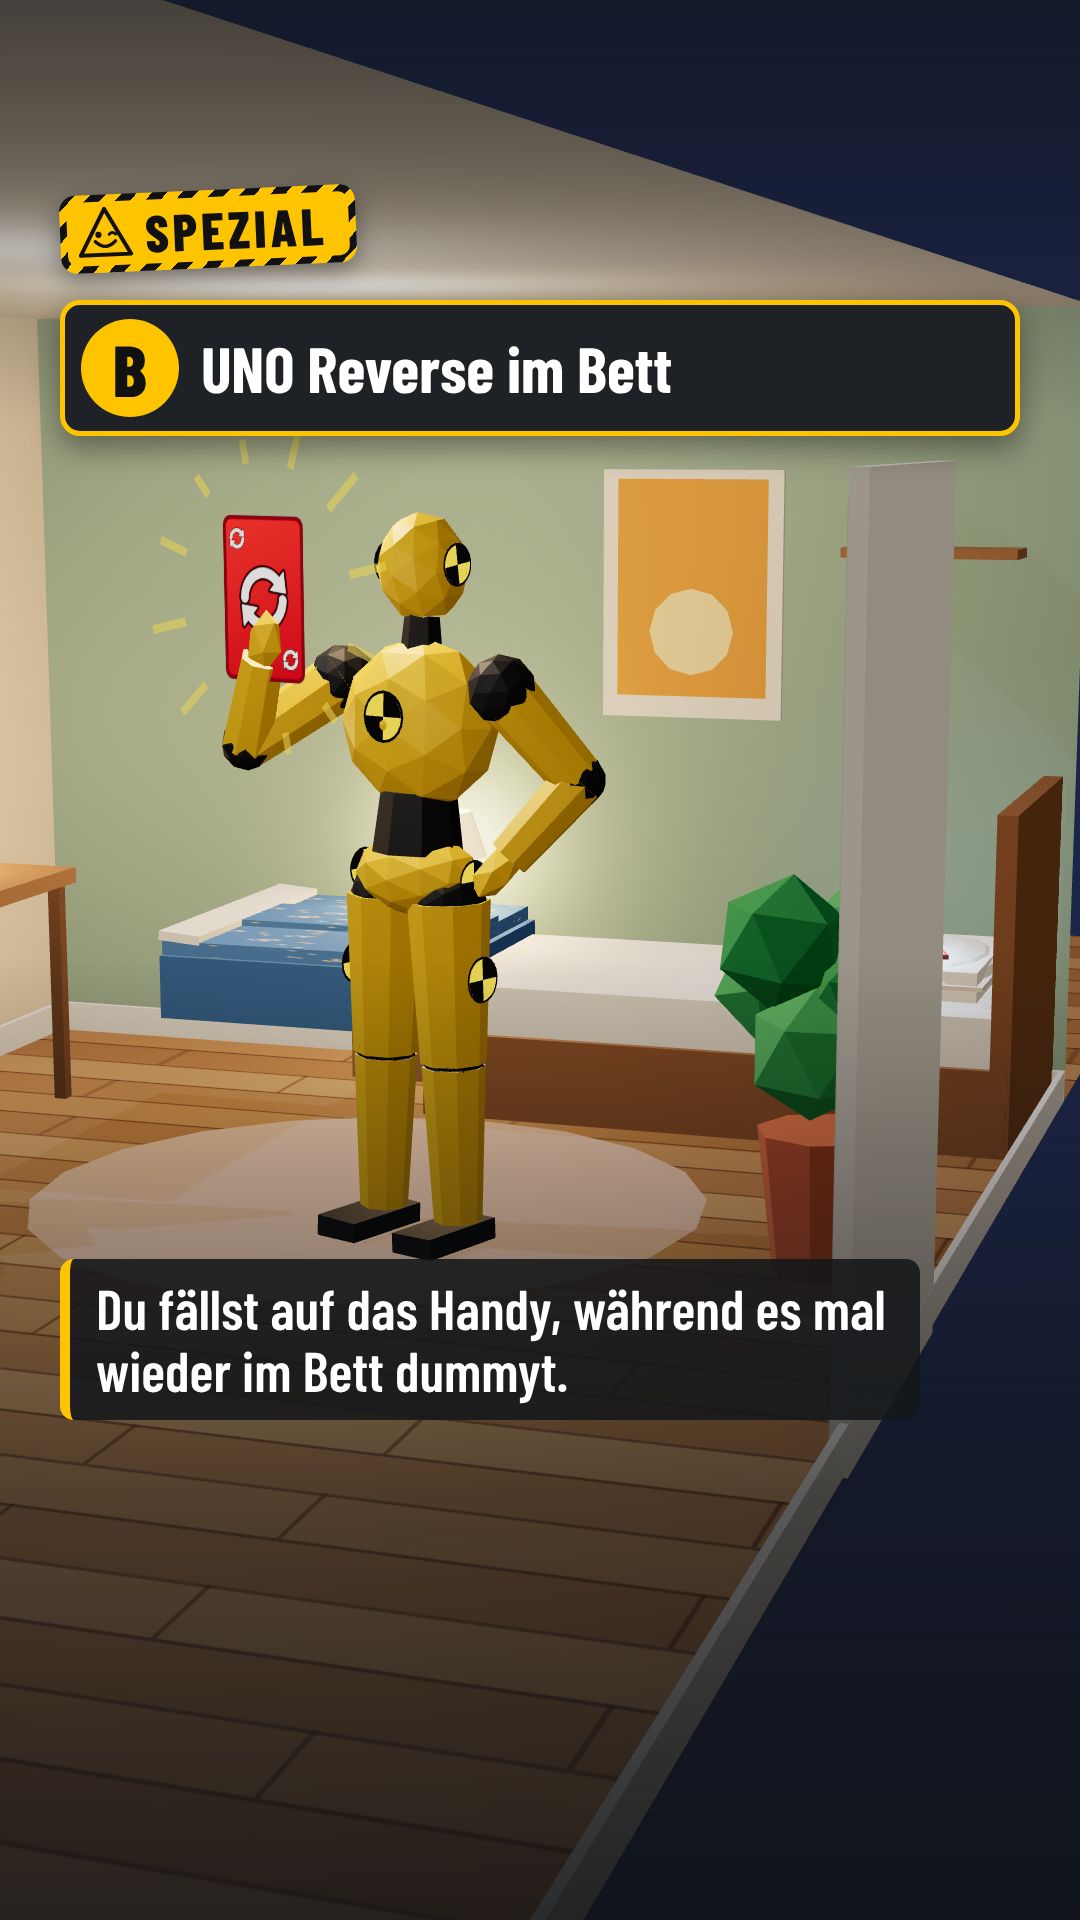 SPEZIAL
B UNO Reverse im Bett
Du fällst auf das Handy, während es mal
wieder im Bett dummyt.